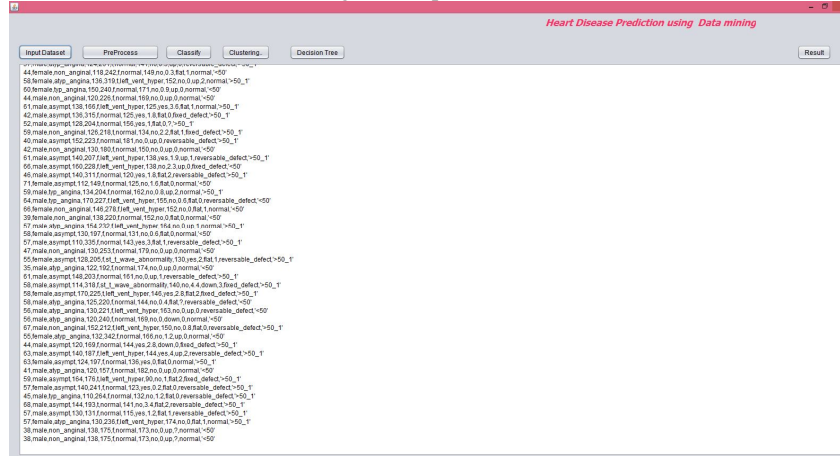 Heart Disease Prediction using Data mining
Input Dataset PreProcess Classify Clustering.. Decision Tree Result
44,female,non_anginal,118,242,f,normal,149,no,0.3,flat,1,normal,'<50'
58,female,atyp_angina,136,319,t,left_vent_hyper,152,no,0,up,2,normal,'>50_1'
60,female,typ_angina,150,240,f,normal,171,no,0.9,up,0,normal,'<50'
44,male,non_anginal,120,226,f,normal,169,no,0,up,0,normal,'<50'
61,male,asympt,138,166,f,left_vent_hyper,125,yes,3.6,flat,1,normal,'>50_1'
42,male,asympt,136,315,f,normal,125,yes,1.8,flat,0,fixed_defect,'>50_1'
52,male,asympt,128,204,t,normal,156,yes,1,flat,0,?,'>50_1'
59,male,non_anginal,126,218,t,normal,134,no,2.2,flat,1,fixed_defect,'>50_1'
40,male,asympt,152,223,f,normal,181,no,0,up,0,reversable_defect,'>50_1'
42,male,non_anginal,130,180,f,normal,150,no,0,up,0,normal,'<50'
61,male,asympt,140,207,f,left_vent_hyper,138,yes,1.9,up,1,reversable_defect,'>50_1'
66,male,asympt,160,228,f,left_vent_hyper,138,no,2.3,up,0,fixed_defect,'<50'
46,male,asympt,140,311,f,normal,120,yes,1.8,flat,2,reversable_defect,'>50_1'
71,female,asympt,112,149,f,normal,125,no,1.6,flat,0,normal,'<50'
59,male,typ_angina,134,204,f,normal,162,no,0.8,up,2,normal,'>50_1'
64,male,typ_angina,170,227,f,left_vent_hyper,155,no,0.6,flat,0,reversable_defect,'<50'
66,female,non_anginal,146,278,f,left_vent_hyper,152,no,0,flat,1,normal,'<50'
39,female,non_anginal,138,220,f,normal,152,no,0,flat,0,normal,'<50'
57,male,atyp_angina,154,232,f,left_vent_hyper,164,no,0,up,1,normal,'>50_1'
58,female,asympt,130,197,f,normal,131,no,0.6,flat,0,normal,'<50'
57,male,asympt,110,335,f,normal,143,yes,3,flat,1,reversable_defect,'>50_1'
47,male,non_anginal,130,253,f,normal,179,no,0,up,0,normal,'<50'
55,female,asympt,128,205,f,st_t_wave_abnormality,130,yes,2,flat,1,reversable_defect,'>50_1'
35,male,atyp_angina,122,192,f,normal,174,no,0,up,0,normal,'<50'
61,male,asympt,148,203,f,normal,161,no,0,up,1,reversable_defect,'>50_1'
58,male,asympt,114,318,f,st_t_wave_abnormality,140,no,4.4,down,3,fixed_defect,'>50_1'
58,female,asympt,170,225,t,left_vent_hyper,146,yes,2.8,flat,2,fixed_defect,'>50_1'
58,male,atyp_angina,125,220,f,normal,144,no,0.4,flat,?,reversable_defect,'<50'
56,male,atyp_angina,130,221,f,left_vent_hyper,163,no,0,up,0,reversable_defect,'<50'
56,male,atyp_angina,120,240,f,normal,169,no,0,down,0,normal,'<50'
67,male,non_anginal,152,212,f,left_vent_hyper,150,no,0.8,flat,0,reversable_defect,'>50_1'
55,female,atyp_angina,132,342,f,normal,166,no,1.2,up,0,normal,'<50'
44,male,asympt,120,169,f,normal,144,yes,2.8,down,0,fixed_defect,'>50_1'
63,male,asympt,140,187,f,left_vent_hyper,144,yes,4,up,2,reversable_defect,'>50_1'
63,female,asympt,124,197,f,normal,136,yes,0,flat,0,normal,'>50_1'
41,male,atyp_angina,120,157,f,normal,182,no,0,up,0,normal,'<50'
59,male,asympt,164,176,t,left_vent_hyper,90,no,1,flat,2,fixed_defect,'>50_1'
57,female,asympt,140,241,f,normal,123,yes,0.2,flat,0,reversable_defect,'>50_1'
45,male,typ_angina,110,264,f,normal,132,no,1.2,flat,0,reversable_defect,'>50_1'
68,male,asympt,144,193,t,normal,141,no,3.4,flat,2,reversable_defect,'>50_1'
57,male,asympt,130,131,f,normal,115,yes,1.2,flat,1,reversable_defect,'>50_1'
57,female,atyp_angina,130,236,f,left_vent_hyper,174,no,0,flat,1,normal,'>50_1'
38,male,non_anginal,138,175,f,normal,173,no,0,up,?,normal,'<50'
38,male,non_anginal,138,175,f,normal,173,no,0,up,?,normal,'<50'